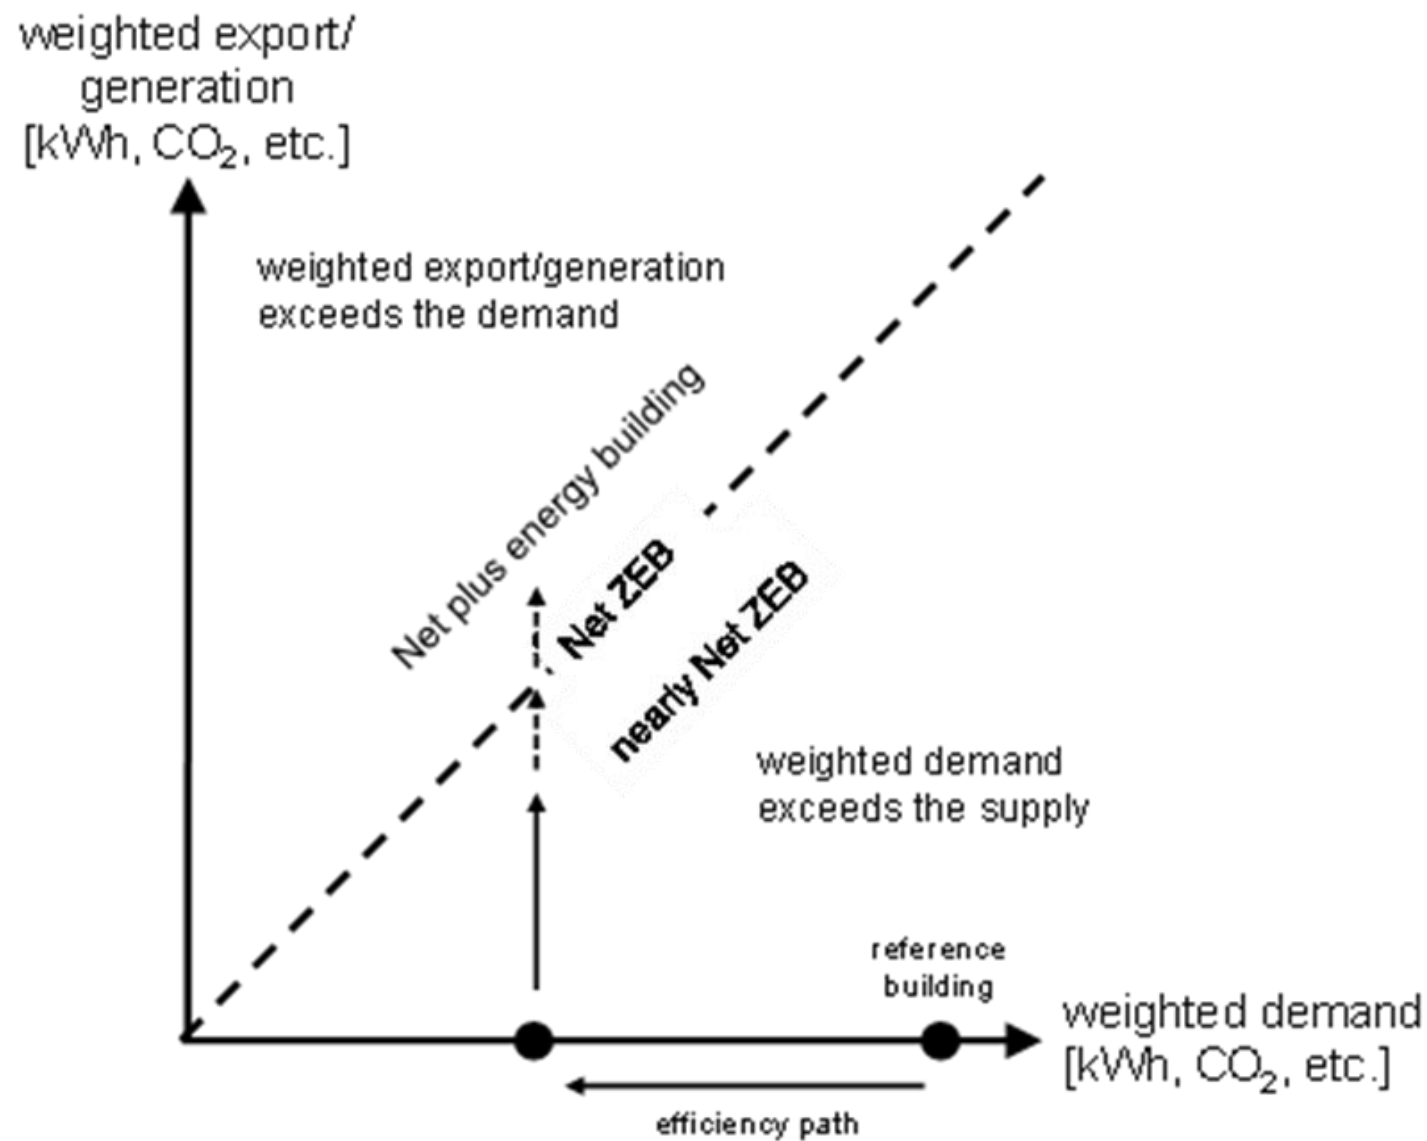 weighted export/
generation
[kWh, CO₂, etc.]
weighted export/generation
exceeds the demand
Net plus energy building
Net ZEB
nearly Net ZEB
weighted demand
exceeds the supply
reference
building
weighted demand
[kWh, CO₂, etc.]
efficiency path